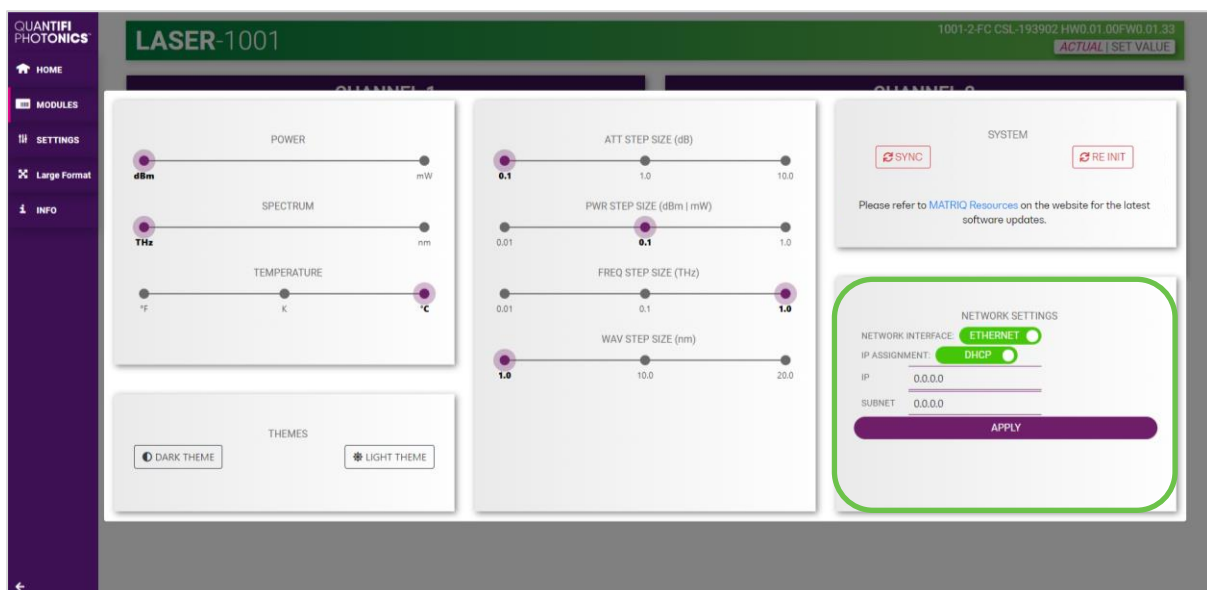 QUANTIFI
PHOTONICS
HOME
MODULES
SETTINGS
Large Format
INFO
LASER-1001
1001-2-FC CSL-193902 HW0.01.00FW0.01.33
ACTUAL | SET VALUE
POWER
dBm mW
SPECTRUM
THz nm
TEMPERATURE
°F K °C
THEMES
DARK THEME LIGHT THEME
ATT STEP SIZE (dB)
0.1 1.0 10.0
PWR STEP SIZE (dBm | mW)
0.01 0.1 1.0
FREQ STEP SIZE (THz)
0.01 0.1 1.0
WAV STEP SIZE (nm)
1.0 10.0 20.0
SYSTEM
SYNC RE INIT
Please refer to MATRIQ Resources on the website for the latest
software updates.
NETWORK SETTINGS
NETWORK INTERFACE: ETHERNET
IP ASSIGNMENT: DHCP
IP 0.0.0.0
SUBNET 0.0.0.0
APPLY